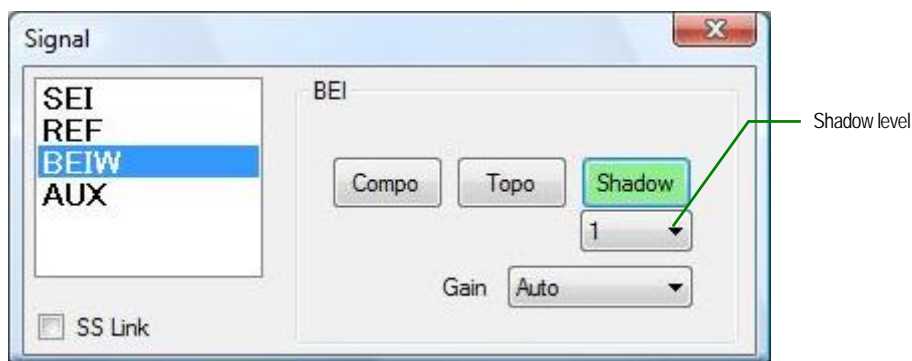 Signal
SEI
REF
BEIW
AUX
SS Link
BEI
Compo Topo Shadow
1
Gain Auto
Shadow level